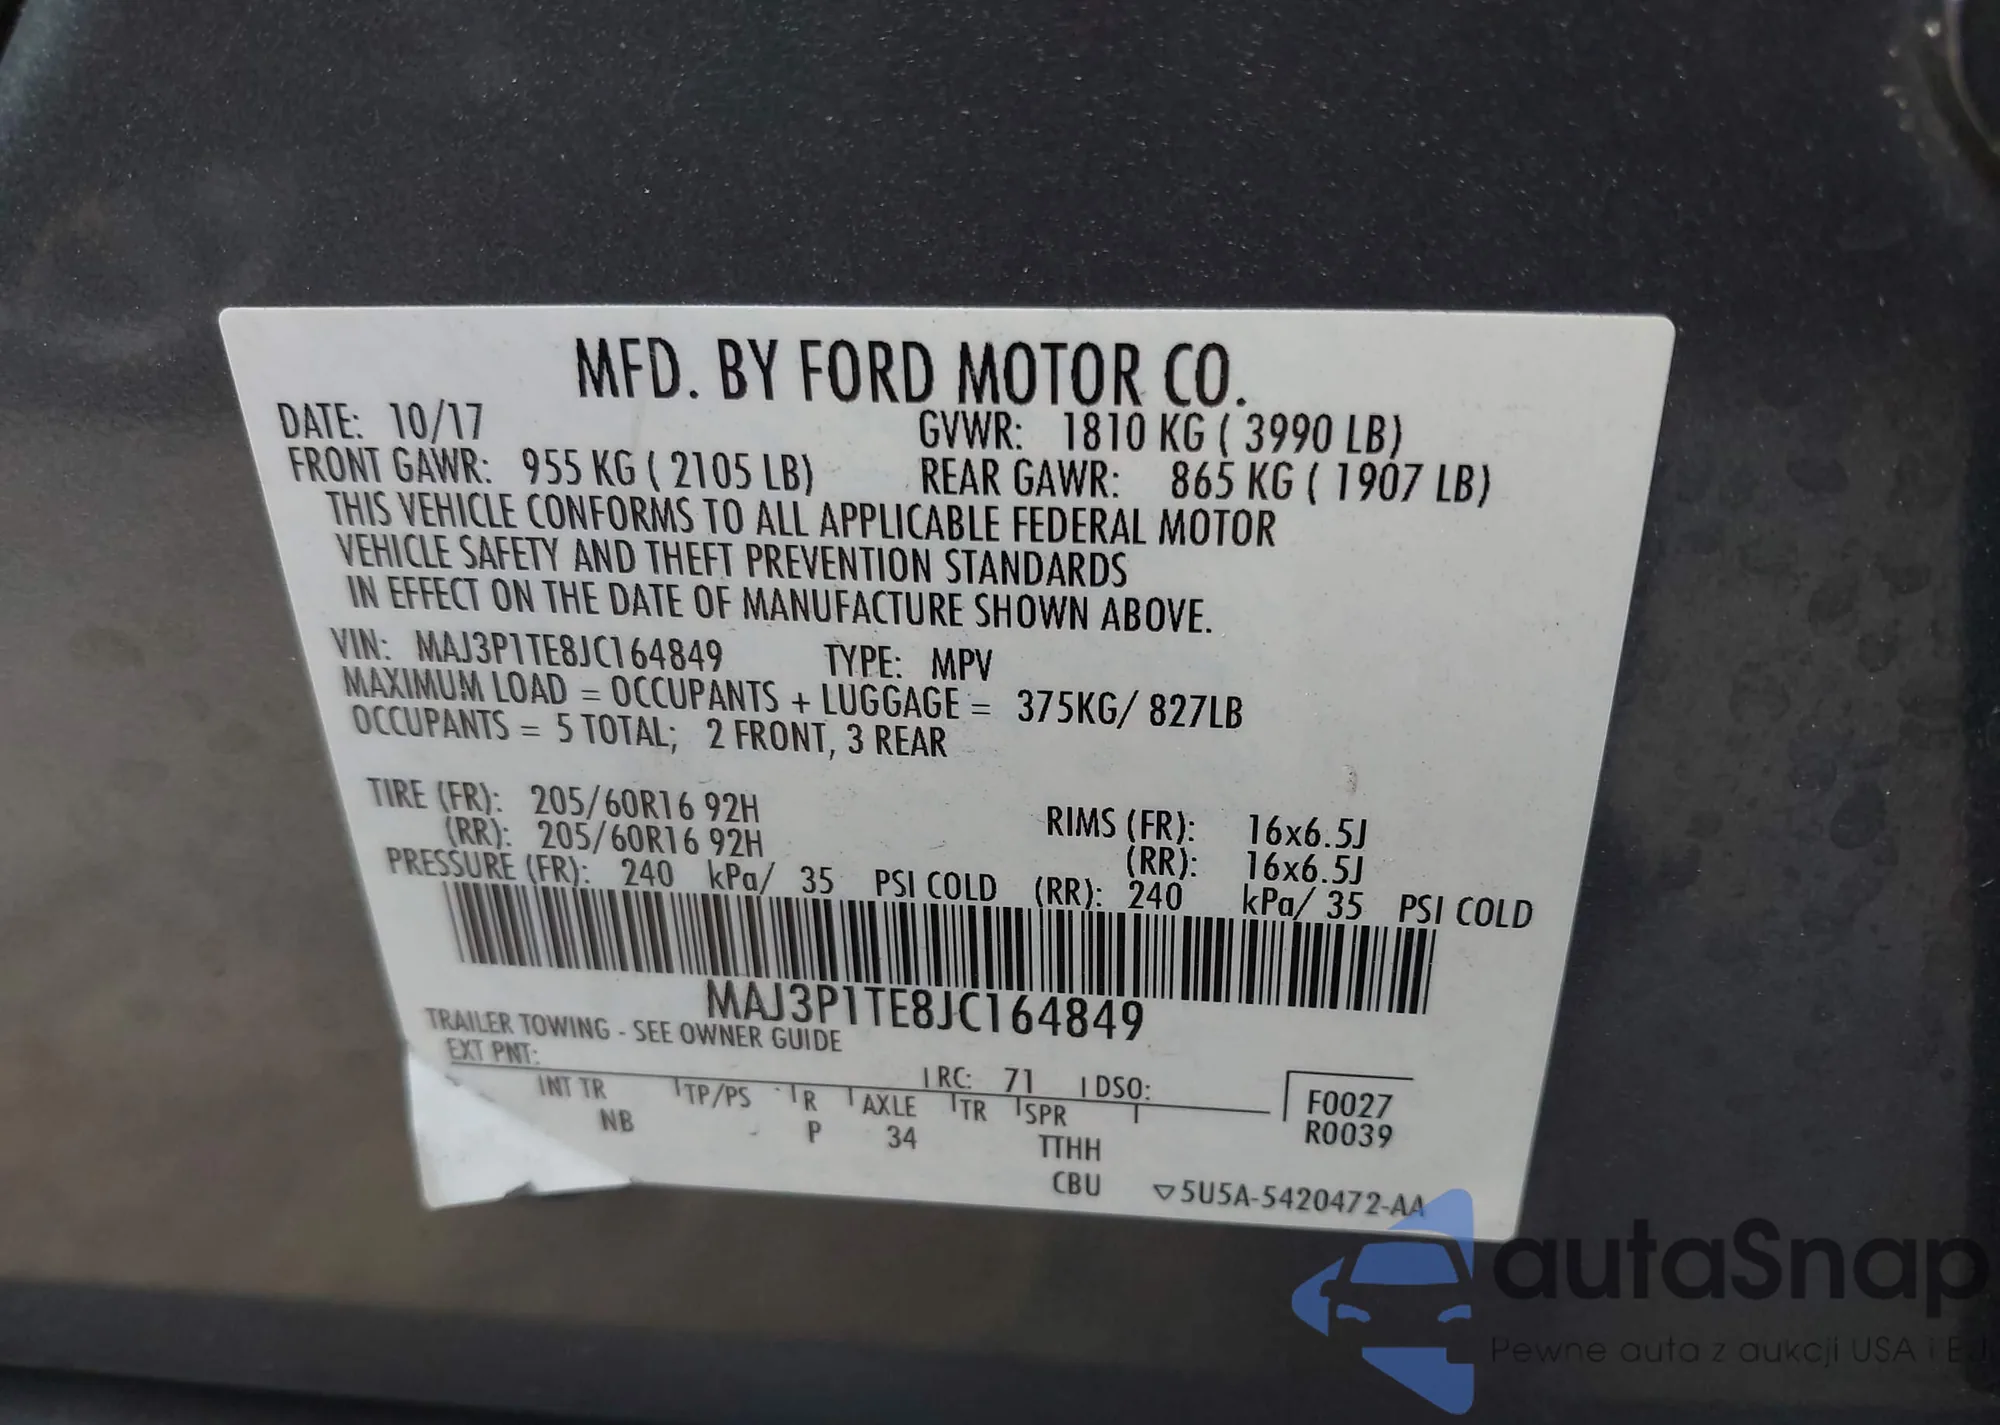 MFD. BY FORD MOTOR CO.
DATE: 10/17 GVWR: 1810 KG ( 3990 LB)
FRONT GAWR: 955 KG ( 2105 LB) REAR GAWR: 865 KG ( 1907 LB)
THIS VEHICLE CONFORMS TO ALL APPLICABLE FEDERAL MOTOR
VEHICLE SAFETY AND THEFT PREVENTION STANDARDS
IN EFFECT ON THE DATE OF MANUFACTURE SHOWN ABOVE.
VIN: MAJ3P1TE8JC164849 TYPE: MPV
MAXIMUM LOAD = OCCUPANTS + LUGGAGE = 375KG/ 827LB
OCCUPANTS = 5 TOTAL; 2 FRONT, 3 REAR
TIRE (FR): 205/60R16 92H RIMS (FR): 16x6.5J
(RR): 205/60R16 92H (RR): 16x6.5J
PRESSURE (FR): 240 kPa/ 35 PSI COLD (RR): 240 kPa/ 35 PSI COLD
MAJ3P1TE8JC164849
TRAILER TOWING - SEE OWNER GUIDE
EXT PNT: RC: 71 DSO:
INT TR TP/PS R AXLE TR SPR F0027
NB P 34 TTHH R0039
CBU ▽5U5A-5420472-AA
autaSnap
Pewne auta z aukcji USA i